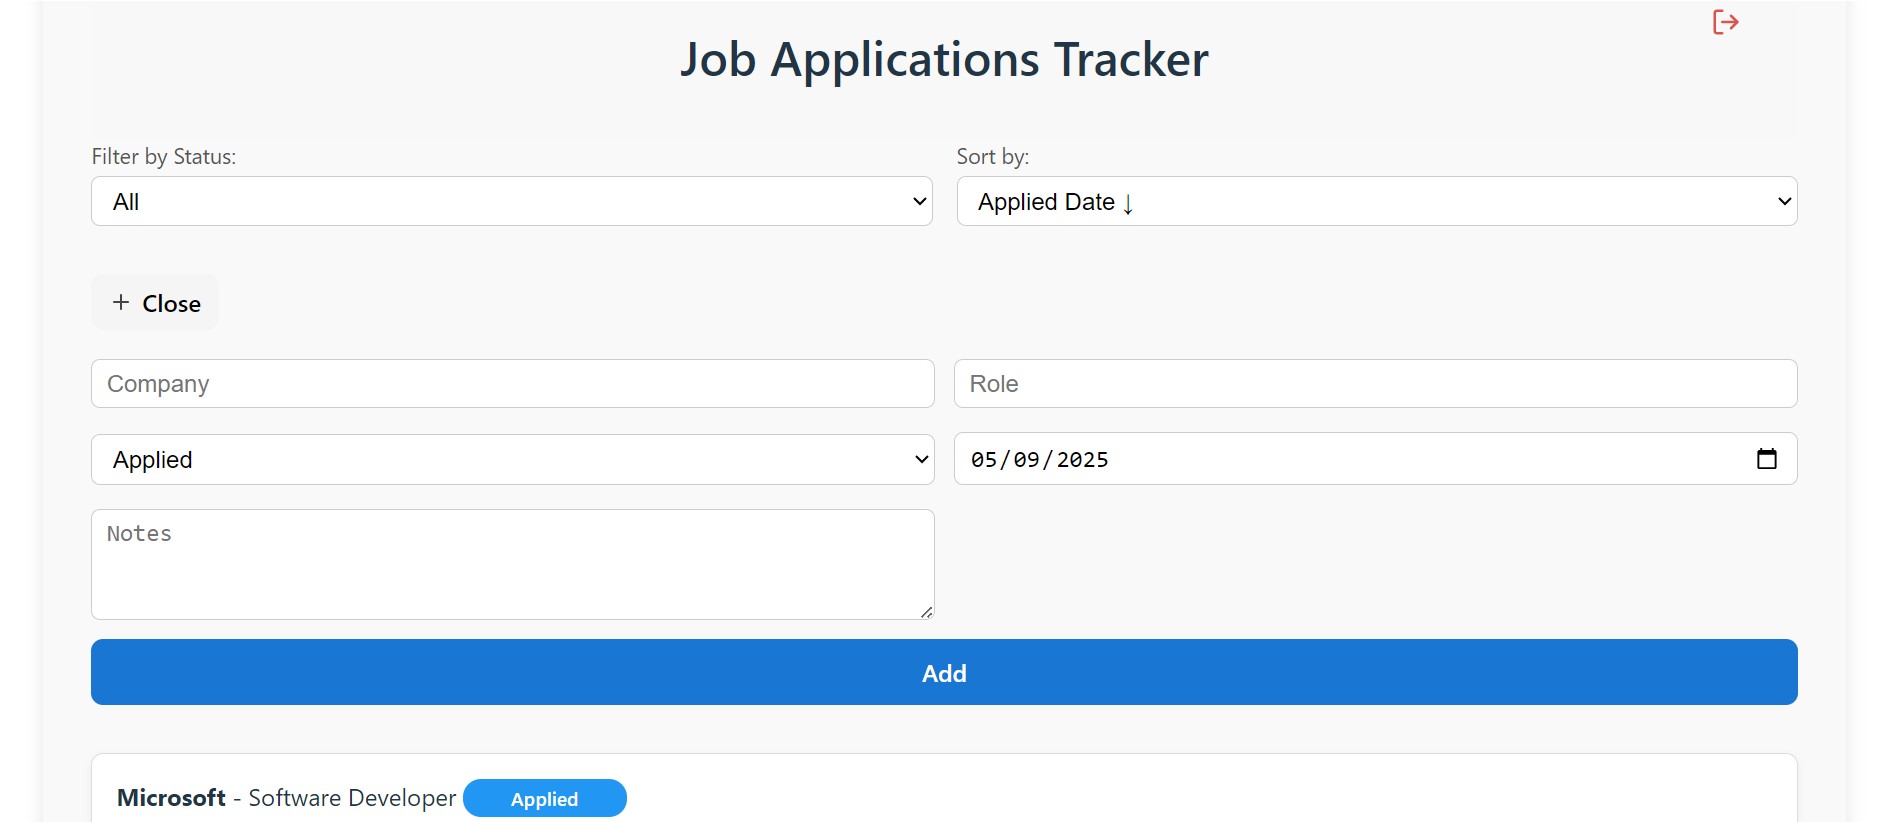 Job Applications Tracker
Filter by Status:
Sort by:
All
Applied Date ↓
+ Close
Company
Role
Applied
05/09/2025
Notes
Add
Microsoft - Software Developer Applied